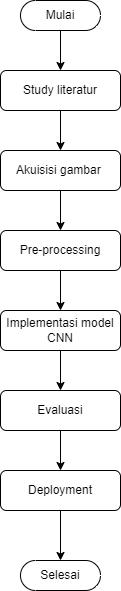 Mulai
Study literatur
Akuisisi gambar
Pre-processing
Implementasi model
CNN
Evaluasi
Deployment
Selesai